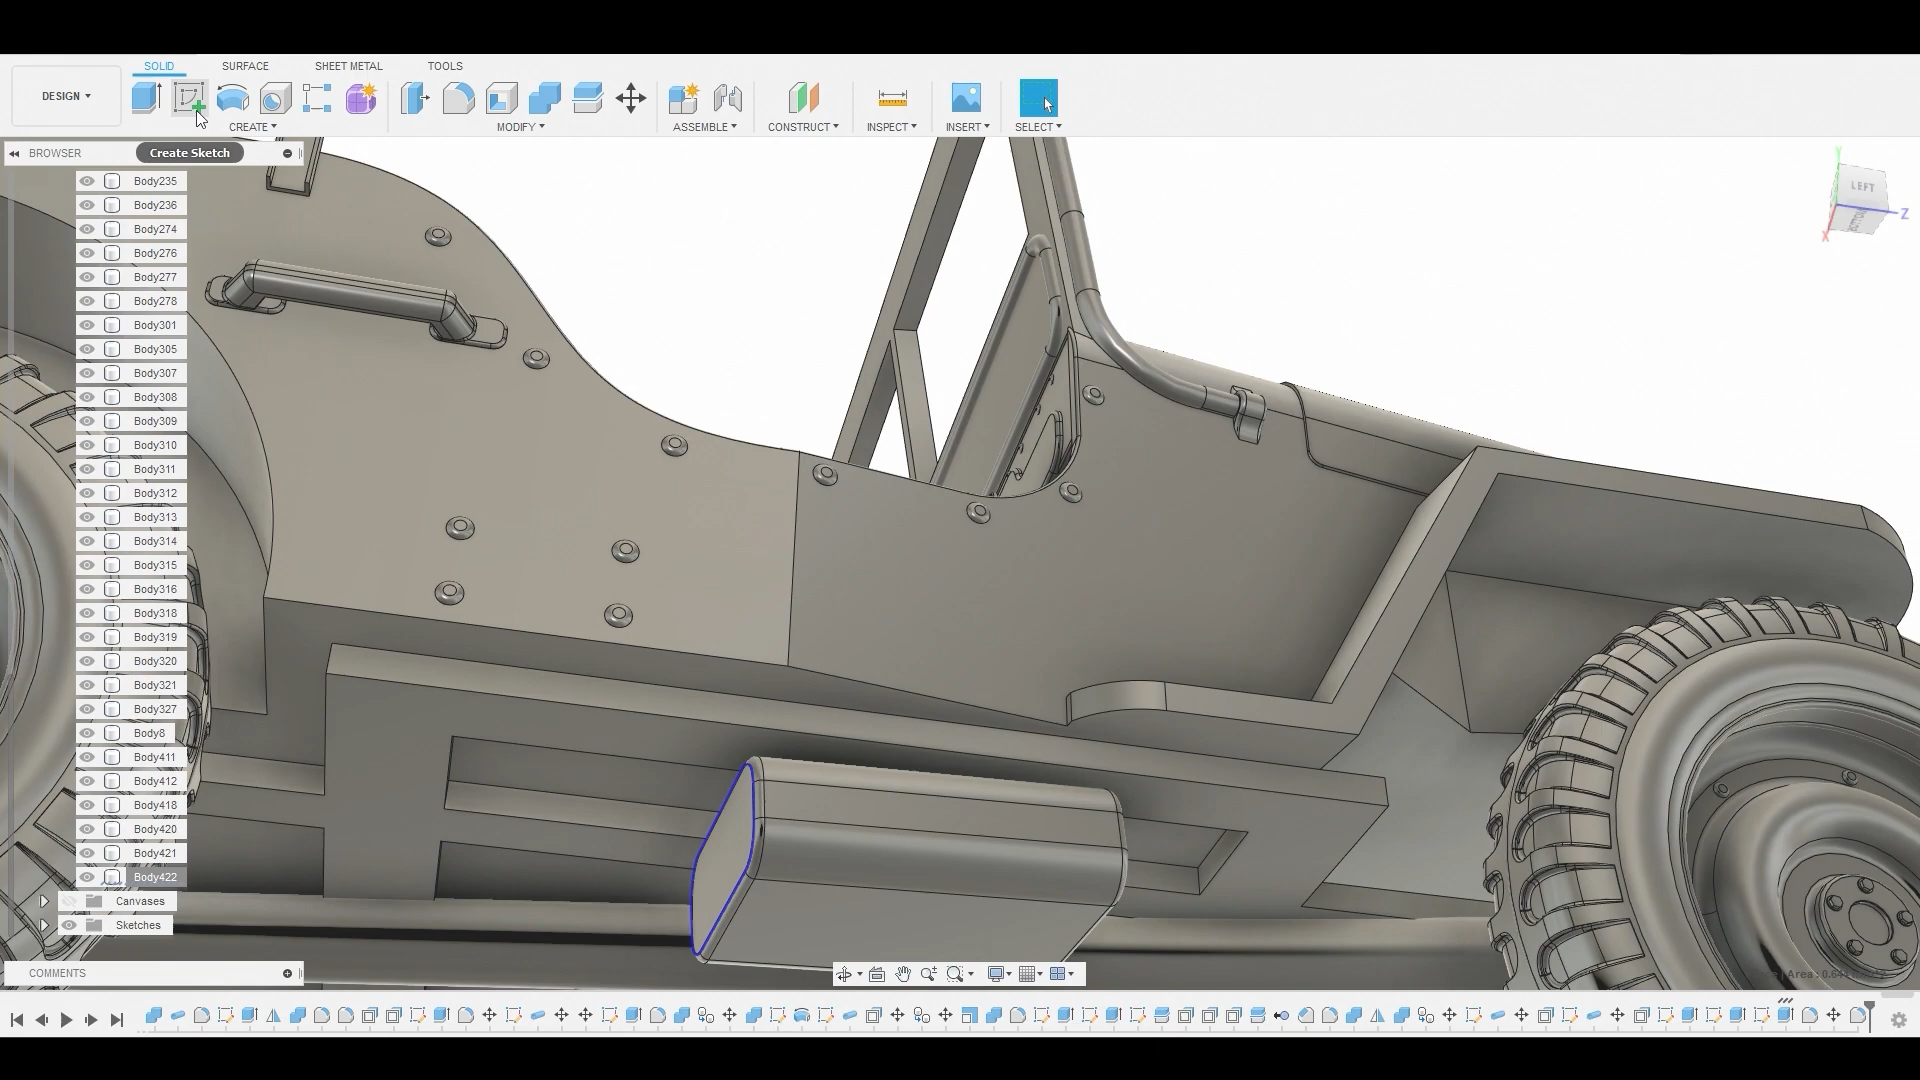 SOLID SURFACE SHEET METAL TOOLS
DESIGN
CREATE MODIFY ASSEMBLE CONSTRUCT INSPECT INSERT SELECT
BROWSER
Create Sketch
Body235
Body236
Body274
Body276
Body277
Body278
Body301
Body305
Body307
Body308
Body309
Body310
Body311
Body312
Body313
Body314
Body315
Body316
Body318
Body319
Body320
Body321
Body327
Body8
Body411
Body412
Body418
Body420
Body421
Body422
Canvases
Sketches
COMMENTS
Y
LEFT
Z
BOTTOM
X
Area :